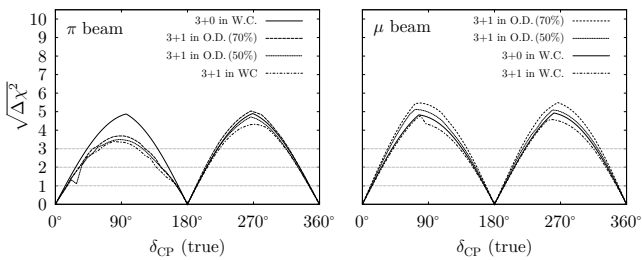 π beam
3+0 in W.C.
3+1 in O.D. (70%)
3+1 in O.D. (50%)
3+1 in WC
√Δχ²
10
9
8
7
6
5
4
3
2
1
0
0° 90° 180° 270° 360°
δCP (true)
μ beam
3+1 in O.D. (70%)
3+1 in O.D. (50%)
3+0 in W.C.
3+1 in W.C.
0° 90° 180° 270° 360°
δCP (true)